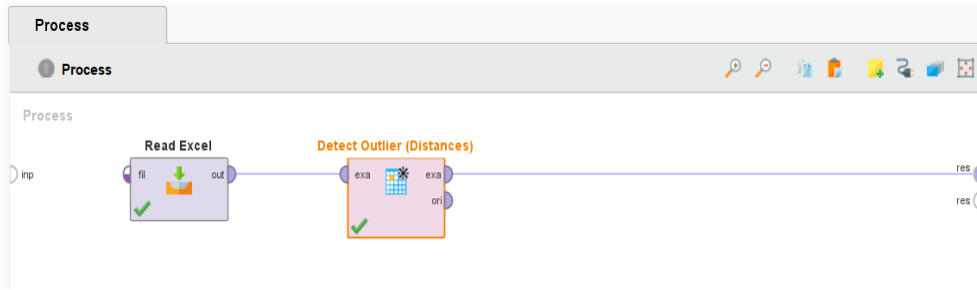 Process
Process
Process
Read Excel
Detect Outlier (Distances)
inp
fil
out
exa
exa
ori
res
res